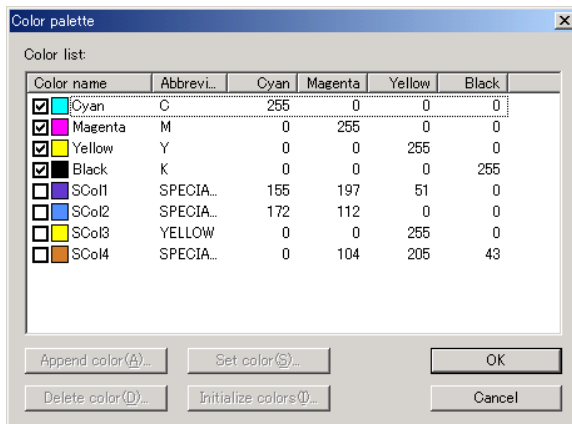 Color palette
Color list:
Color name Abbrevi... Cyan Magenta Yellow Black
Cyan C 255 0 0 0
Magenta M 0 255 0 0
Yellow Y 0 0 255 0
Black K 0 0 0 255
SCol1 SPECIA... 155 197 51 0
SCol2 SPECIA... 172 112 0 0
SCol3 YELLOW 0 0 255 0
SCol4 SPECIA... 0 104 205 43
Append color(A)... Set color(S)... OK
Delete color(D)... Initialize colors(I)... Cancel